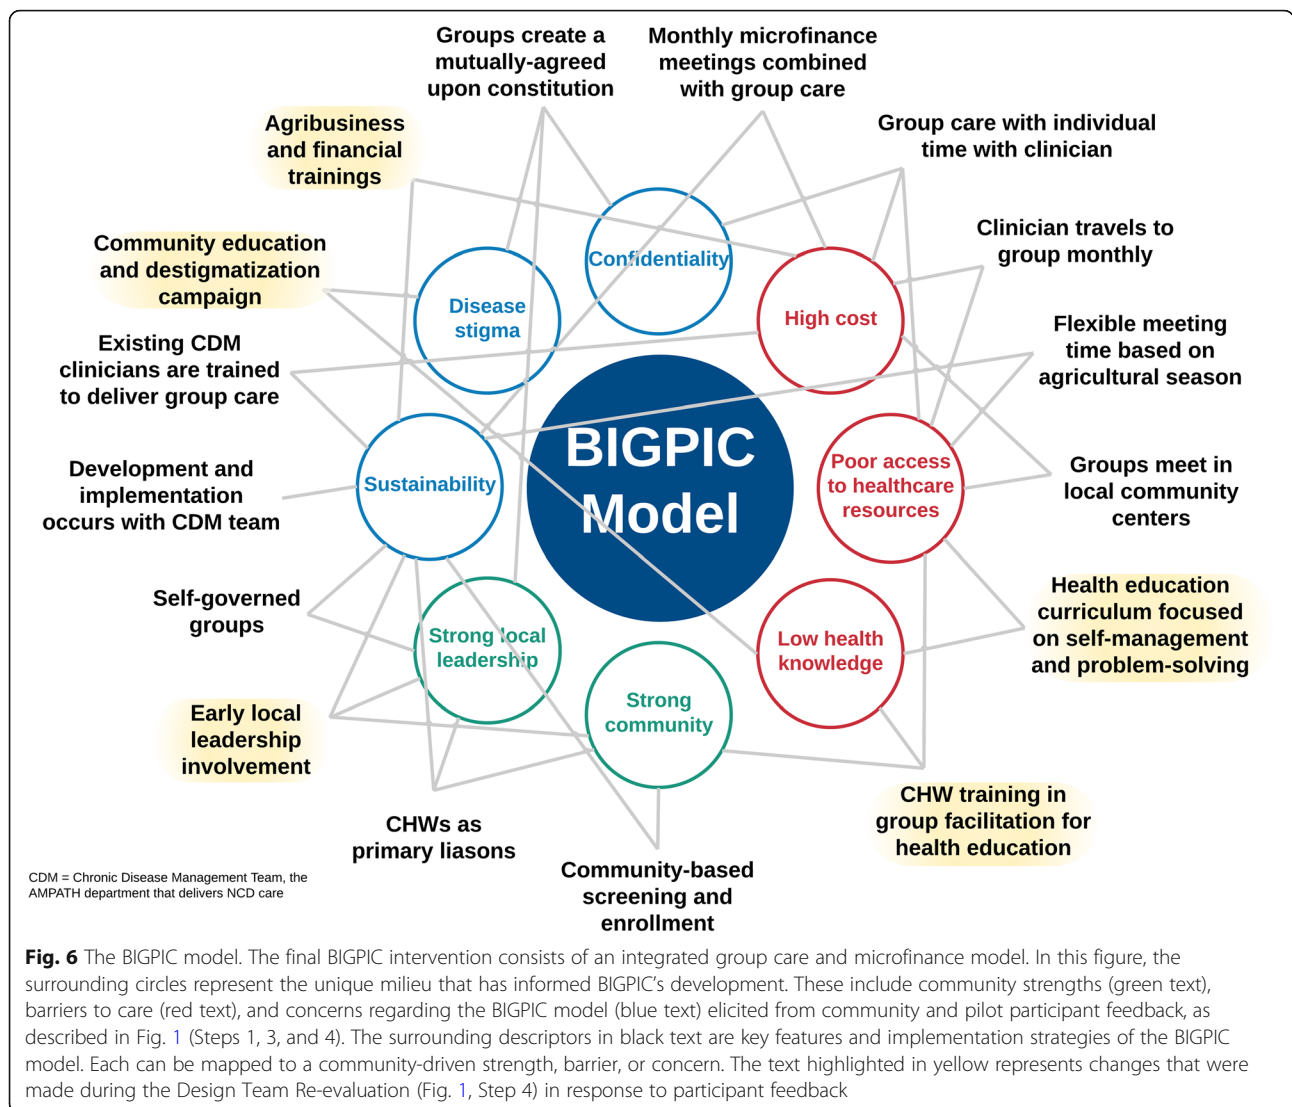 Groups create a
mutually-agreed
upon constitution
Monthly microfinance
meetings combined
with group care
Agribusiness
and financial
trainings
Group care with individual
time with clinician
Community education
and destigmatization
campaign
Clinician travels to
group monthly
Confidentiality
Disease
stigma
High cost
Existing CDM
clinicians are trained
to deliver group care
Flexible meeting
time based on
agricultural season
BIGPIC
Model
Sustainability
Poor access
to healthcare
resources
Development and
implementation
occurs with CDM team
Groups meet in
local community
centers
Self-governed
groups
Strong local
leadership
Low health
knowledge
Health education
curriculum focused
on self-management
and problem-solving
Strong
community
Early local
leadership
involvement
CHWs as
primary liasons
Community-based
screening and
enrollment
CHW training in
group facilitation for
health education
CDM = Chronic Disease Management Team, the
AMPATH department that delivers NCD care
Fig. 6 The BIGPIC model. The final BIGPIC intervention consists of an integrated group care and microfinance model. In this figure, the
surrounding circles represent the unique milieu that has informed BIGPIC's development. These include community strengths (green text),
barriers to care (red text), and concerns regarding the BIGPIC model (blue text) elicited from community and pilot participant feedback, as
described in Fig. 1 (Steps 1, 3, and 4). The surrounding descriptors in black text are key features and implementation strategies of the BIGPIC
model. Each can be mapped to a community-driven strength, barrier, or concern. The text highlighted in yellow represents changes that were
made during the Design Team Re-evaluation (Fig. 1, Step 4) in response to participant feedback